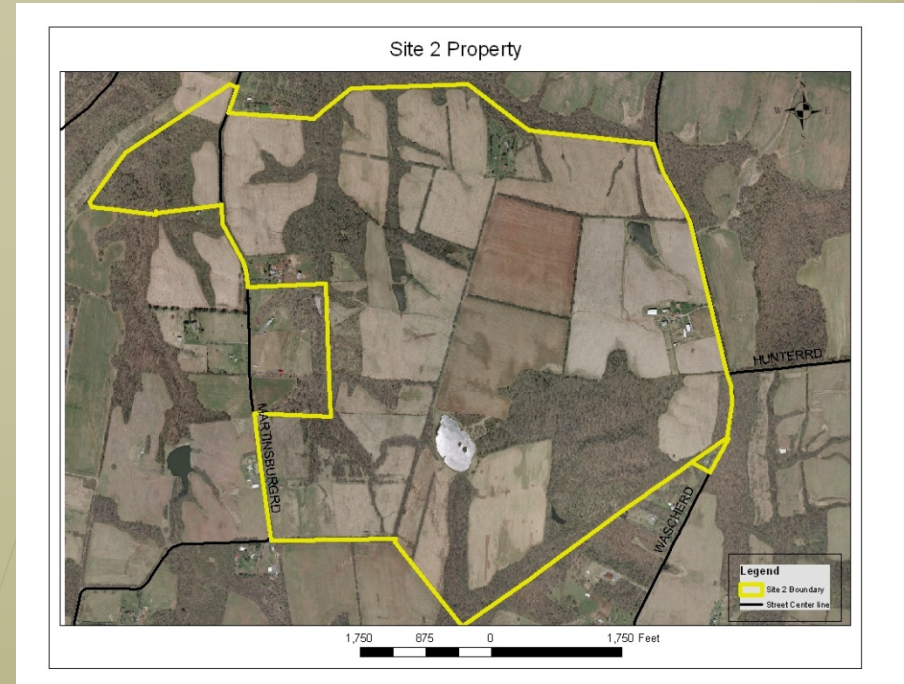 Site 2 Property
W E
S
HUNTERRD
MARTINSBURGRD
WASCHERD
Legend
Site 2 Boundary
Street Center line
1,750 875 0 1,750 Feet